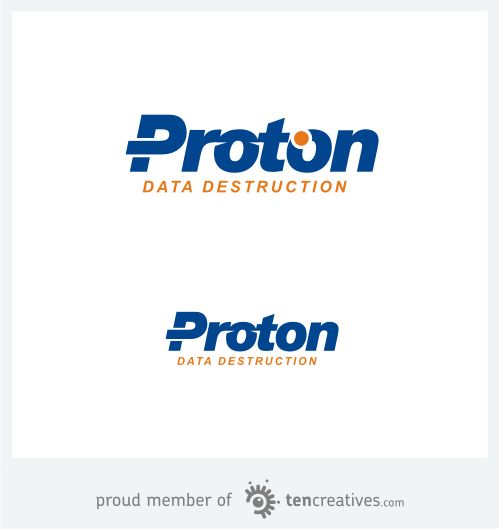 Proton
DATA DESTRUCTION
Proton
DATA DESTRUCTION
proud member of tencreatives.com